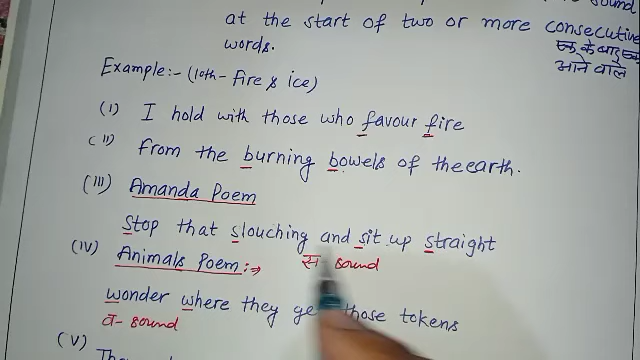 sound
at the start of two or more consecutive
words.
एक के बाद एक
आने वाले
Example:- (10th - Fire & ice)
(I) I hold with those who favour fire
(II) From the burning bowels of the earth.
(III) Amanda Poem
Stop that slouching and sit up straight
स - sound
(IV) Animals Poem :→
wonder where they get those tokens
व - sound
(V)